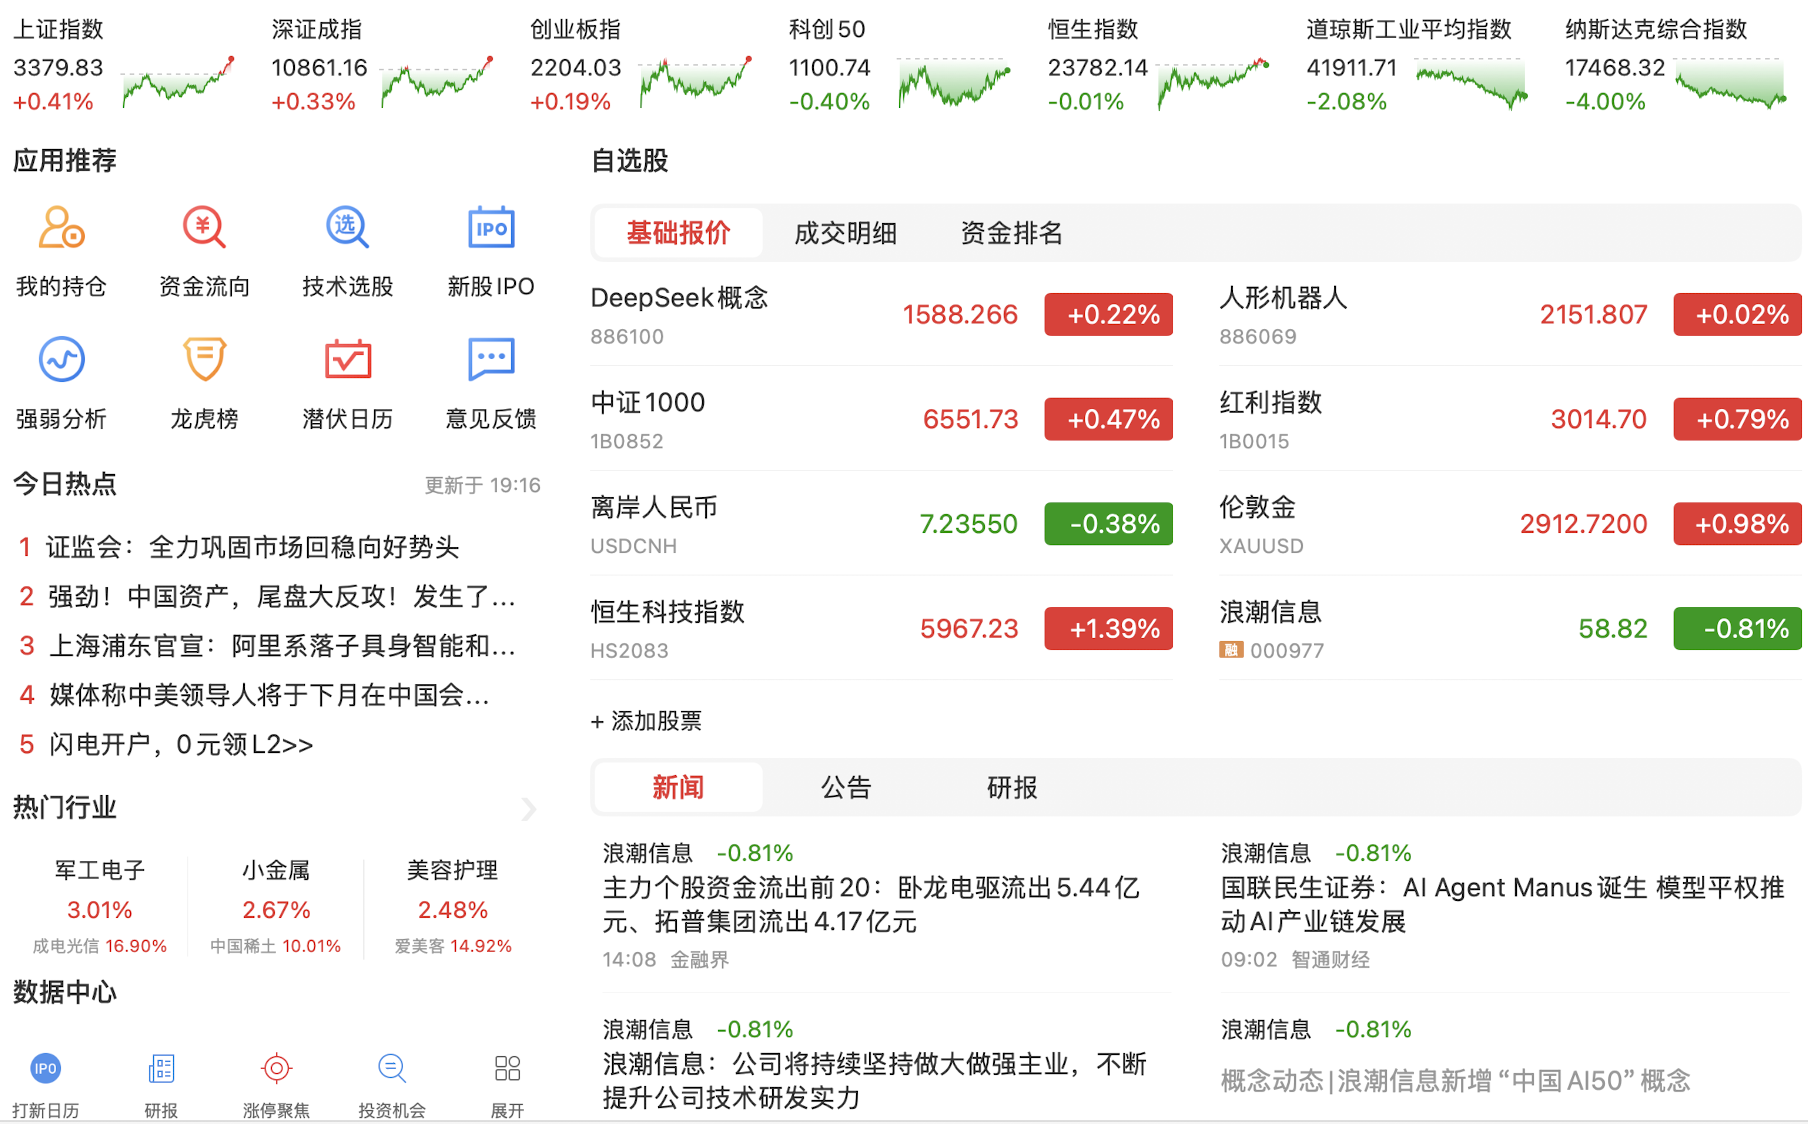 上证指数
3379.83
+0.41%
深证成指
10861.16
+0.33%
创业板指
2204.03
+0.19%
科创50
1100.74
-0.40%
恒生指数
23782.14
-0.01%
道琼斯工业平均指数
41911.71
-2.08%
纳斯达克综合指数
17468.32
-4.00%
应用推荐
我的持仓
¥
资金流向
选
技术选股
IPO
新股IPO
强弱分析
龙虎榜
潜伏日历
意见反馈
今日热点
更新于 19:16
1 证监会：全力巩固市场回稳向好势头
2 强劲！中国资产，尾盘大反攻！发生了...
3 上海浦东官宣：阿里系落子具身智能和...
4 媒体称中美领导人将于下月在中国会...
5 闪电开户，0元领L2>>
热门行业
军工电子
3.01%
成电光信 16.90%
小金属
2.67%
中国稀土 10.01%
美容护理
2.48%
爱美客 14.92%
数据中心
IPO
打新日历
研报
涨停聚焦
投资机会
展开
自选股
基础报价
成交明细
资金排名
DeepSeek概念
886100
1588.266
+0.22%
人形机器人
886069
2151.807
+0.02%
中证1000
1B0852
6551.73
+0.47%
红利指数
1B0015
3014.70
+0.79%
离岸人民币
USDCNH
7.23550
-0.38%
伦敦金
XAUUSD
2912.7200
+0.98%
恒生科技指数
HS2083
5967.23
+1.39%
浪潮信息
融 000977
58.82
-0.81%
+ 添加股票
新闻
公告
研报
浪潮信息 -0.81%
主力个股资金流出前20：卧龙电驱流出5.44亿
元、拓普集团流出4.17亿元
14:08 金融界
浪潮信息 -0.81%
国联民生证券：AI Agent Manus诞生 模型平权推
动AI产业链发展
09:02 智通财经
浪潮信息 -0.81%
浪潮信息：公司将持续坚持做大做强主业，不断
提升公司技术研发实力
浪潮信息 -0.81%
概念动态|浪潮信息新增“中国AI50”概念